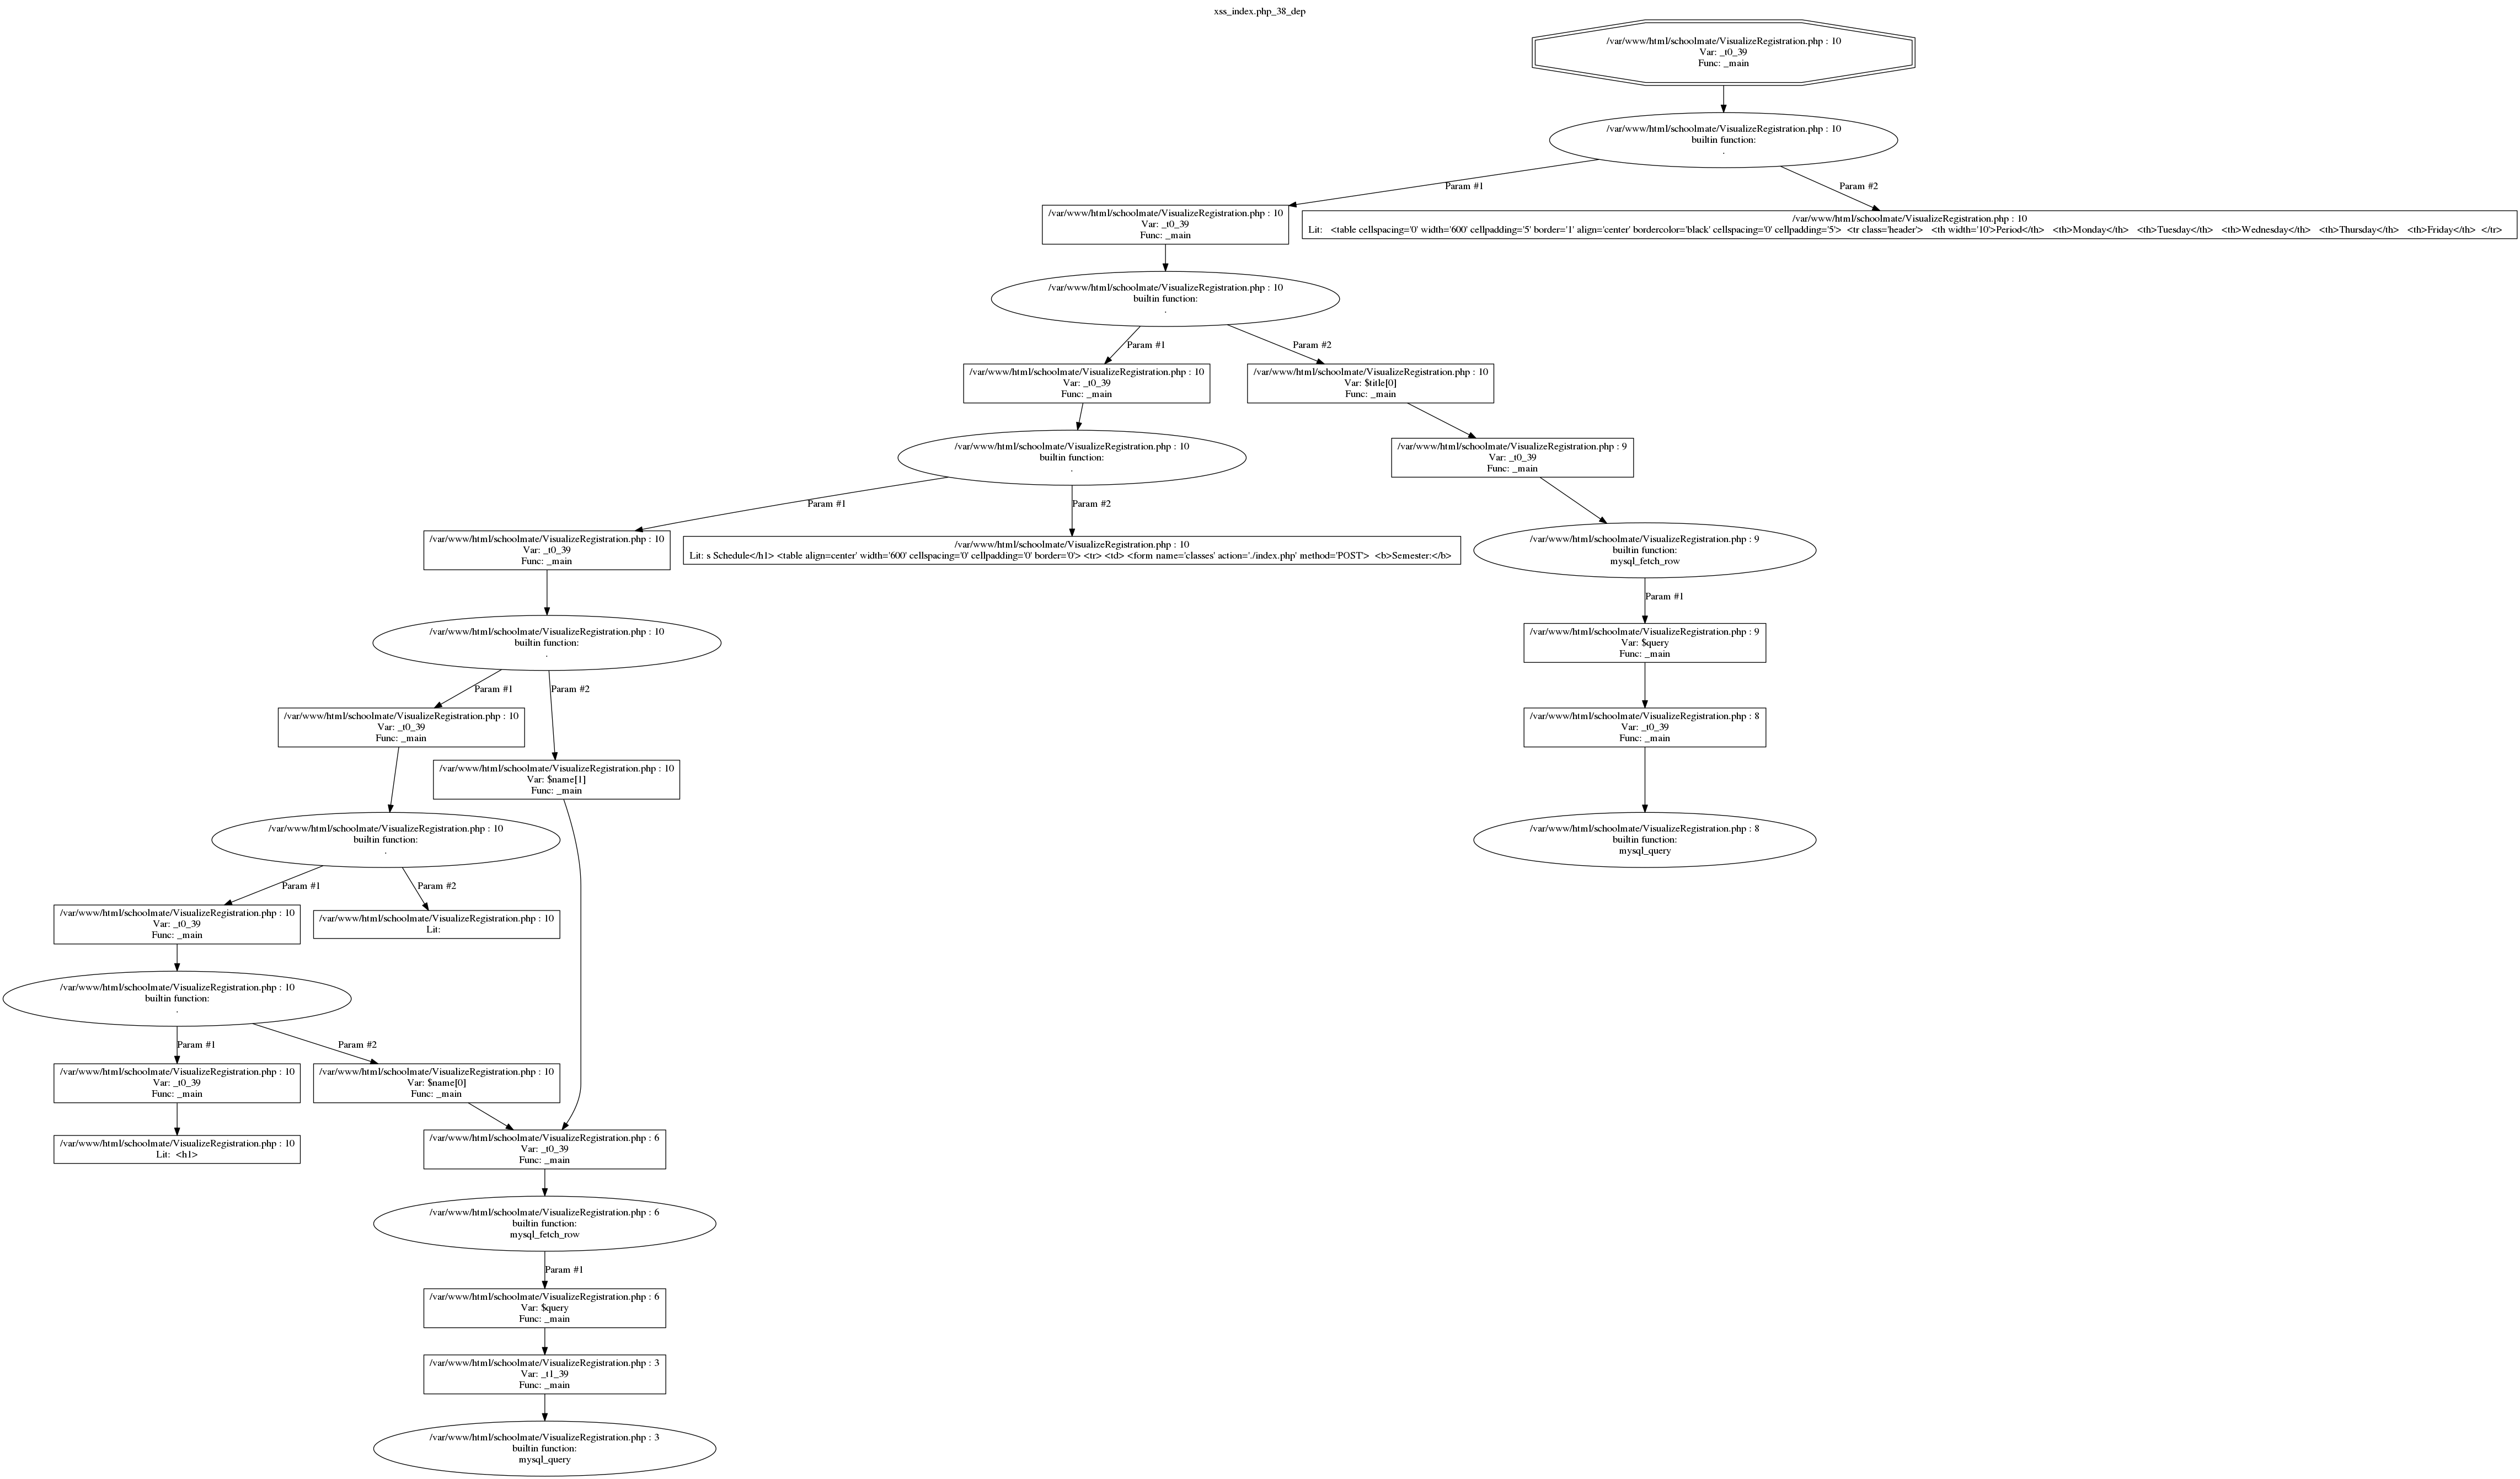 xss_index.php_38_dep
/var/www/html/schoolmate/VisualizeRegistration.php : 10
Var: _t0_39
Func: _main
/var/www/html/schoolmate/VisualizeRegistration.php : 10
builtin function:
.
Param #1
Param #2
/var/www/html/schoolmate/VisualizeRegistration.php : 10
Var: _t0_39
Func: _main
/var/www/html/schoolmate/VisualizeRegistration.php : 10
Lit:   <table cellspacing='0' width='600' cellpadding='5' border='1' align='center' bordercolor='black' cellspacing='0' cellpadding='5'>  <tr class='header'>   <th width='10'>Period</th>   <th>Monday</th>   <th>Tuesday</th>   <th>Wednesday</th>   <th>Thursday</th>   <th>Friday</th>  </tr>
/var/www/html/schoolmate/VisualizeRegistration.php : 10
builtin function:
.
Param #1
Param #2
/var/www/html/schoolmate/VisualizeRegistration.php : 10
Var: _t0_39
Func: _main
/var/www/html/schoolmate/VisualizeRegistration.php : 10
Var: $title[0]
Func: _main
/var/www/html/schoolmate/VisualizeRegistration.php : 10
builtin function:
.
/var/www/html/schoolmate/VisualizeRegistration.php : 9
Var: _t0_39
Func: _main
Param #1
Param #2
/var/www/html/schoolmate/VisualizeRegistration.php : 10
Var: _t0_39
Func: _main
/var/www/html/schoolmate/VisualizeRegistration.php : 10
Lit: s Schedule</h1> <table align=center' width='600' cellspacing='0' cellpadding='0' border='0'> <tr> <td> <form name='classes' action='./index.php' method='POST'>  <b>Semester:</b>
/var/www/html/schoolmate/VisualizeRegistration.php : 9
builtin function:
mysql_fetch_row
Param #1
/var/www/html/schoolmate/VisualizeRegistration.php : 10
builtin function:
.
/var/www/html/schoolmate/VisualizeRegistration.php : 9
Var: $query
Func: _main
Param #1
Param #2
/var/www/html/schoolmate/VisualizeRegistration.php : 10
Var: _t0_39
Func: _main
/var/www/html/schoolmate/VisualizeRegistration.php : 8
Var: _t0_39
Func: _main
/var/www/html/schoolmate/VisualizeRegistration.php : 10
Var: $name[1]
Func: _main
/var/www/html/schoolmate/VisualizeRegistration.php : 10
builtin function:
.
/var/www/html/schoolmate/VisualizeRegistration.php : 8
builtin function:
mysql_query
Param #1
Param #2
/var/www/html/schoolmate/VisualizeRegistration.php : 10
Var: _t0_39
Func: _main
/var/www/html/schoolmate/VisualizeRegistration.php : 10
Lit:
/var/www/html/schoolmate/VisualizeRegistration.php : 10
builtin function:
.
Param #1
Param #2
/var/www/html/schoolmate/VisualizeRegistration.php : 10
Var: _t0_39
Func: _main
/var/www/html/schoolmate/VisualizeRegistration.php : 10
Var: $name[0]
Func: _main
/var/www/html/schoolmate/VisualizeRegistration.php : 10
Lit:  <h1>
/var/www/html/schoolmate/VisualizeRegistration.php : 6
Var: _t0_39
Func: _main
/var/www/html/schoolmate/VisualizeRegistration.php : 6
builtin function:
mysql_fetch_row
Param #1
/var/www/html/schoolmate/VisualizeRegistration.php : 6
Var: $query
Func: _main
/var/www/html/schoolmate/VisualizeRegistration.php : 3
Var: _t1_39
Func: _main
/var/www/html/schoolmate/VisualizeRegistration.php : 3
builtin function:
mysql_query